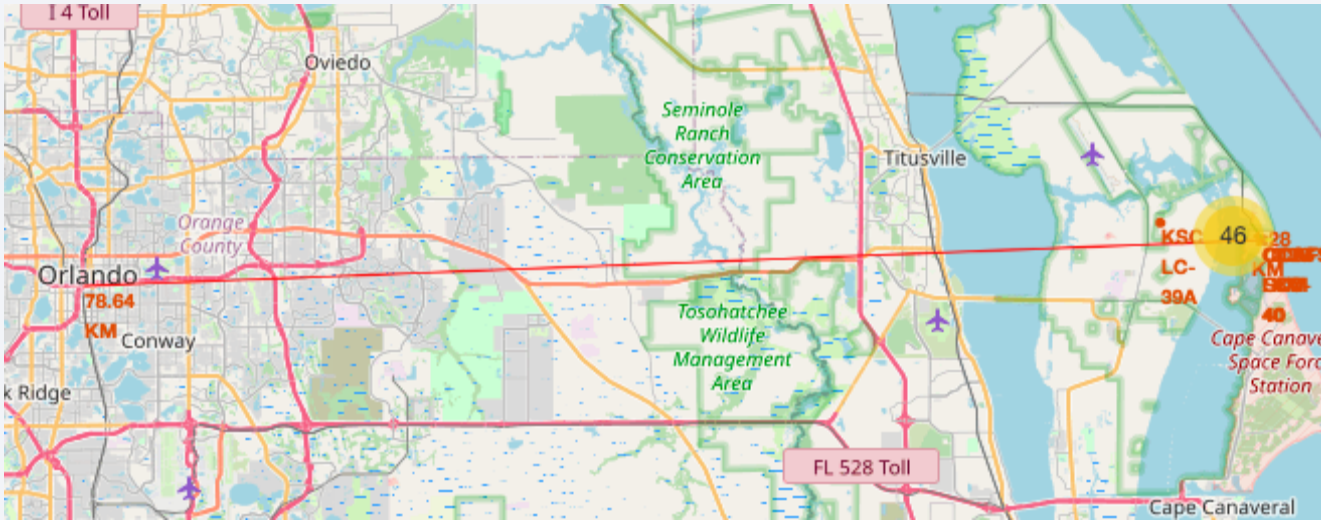 I 4 Toll
Oviedo
Seminole
Ranch
Conservation
Area
Titusville
Orange
County
46
KSC
28
Orlando
LC-
KM
78.64
39A
KM
40
Tosohatchee
Wildlife
Management
Area
Conway
Cape Canave
Space Forc
Station
k Ridge
FL 528 Toll
Cape Canaveral